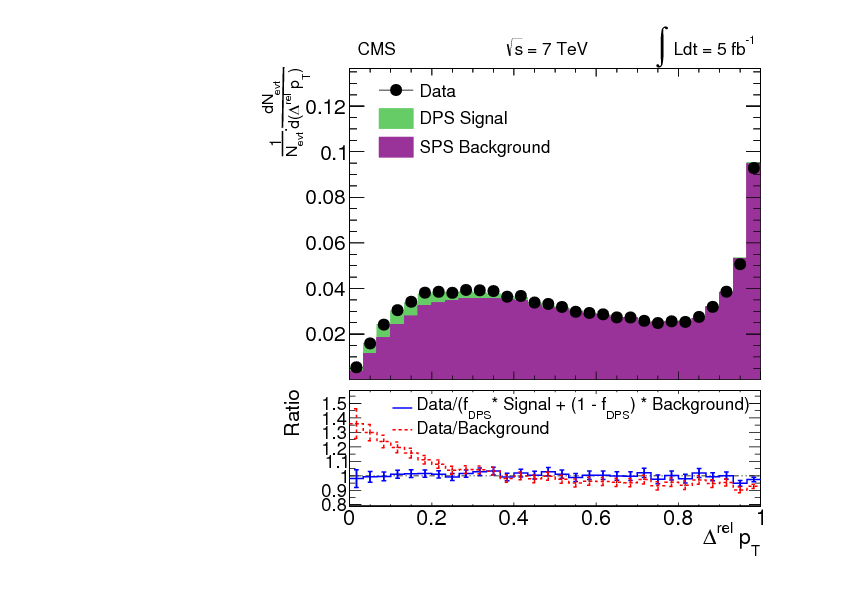 CMS √s = 7 TeV ∫ Ldt = 5 fb⁻¹
1/N_evt · dN_evt/d(Δ^rel p_T)
Data
DPS Signal
SPS Background
0.12
0.1
0.08
0.06
0.04
0.02
Ratio
Data/(f_DPS* Signal + (1 - f_DPS) * Background)
Data/Background
1.5
1.4
1.3
1.2
1.1
1
0.9
0.8
0 0.2 0.4 0.6 0.8 1
Δ^rel p_T